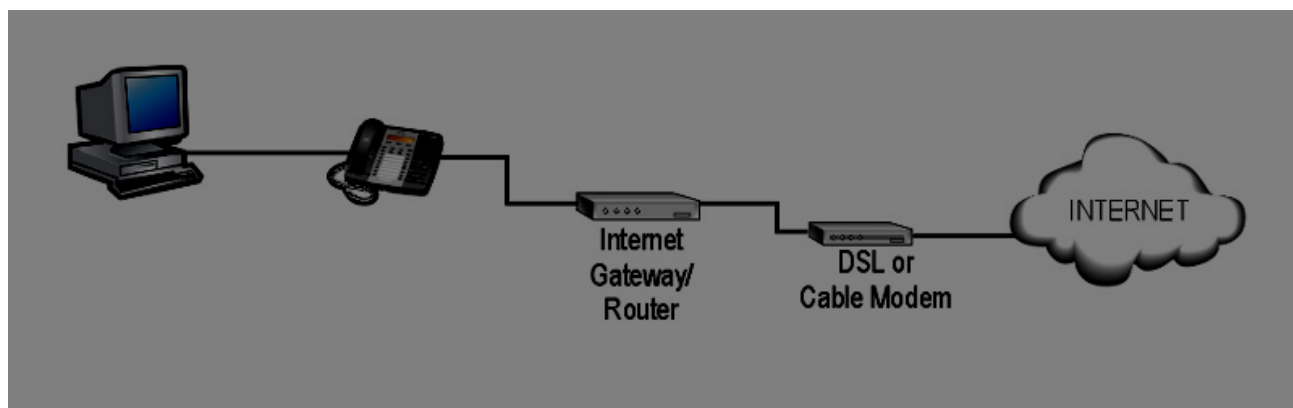 Internet
Gateway/
Router
DSL or
Cable Modem
INTERNET